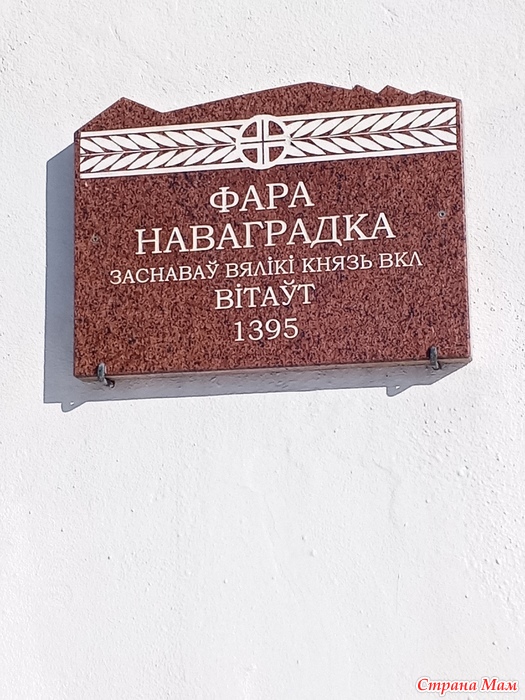 ФАРА
НАВАГРАДКА
ЗАСНАВАЎ ВЯЛІКІ КНЯЗЬ ВКЛ
ВІТАЎТ
1395
Страна Мам